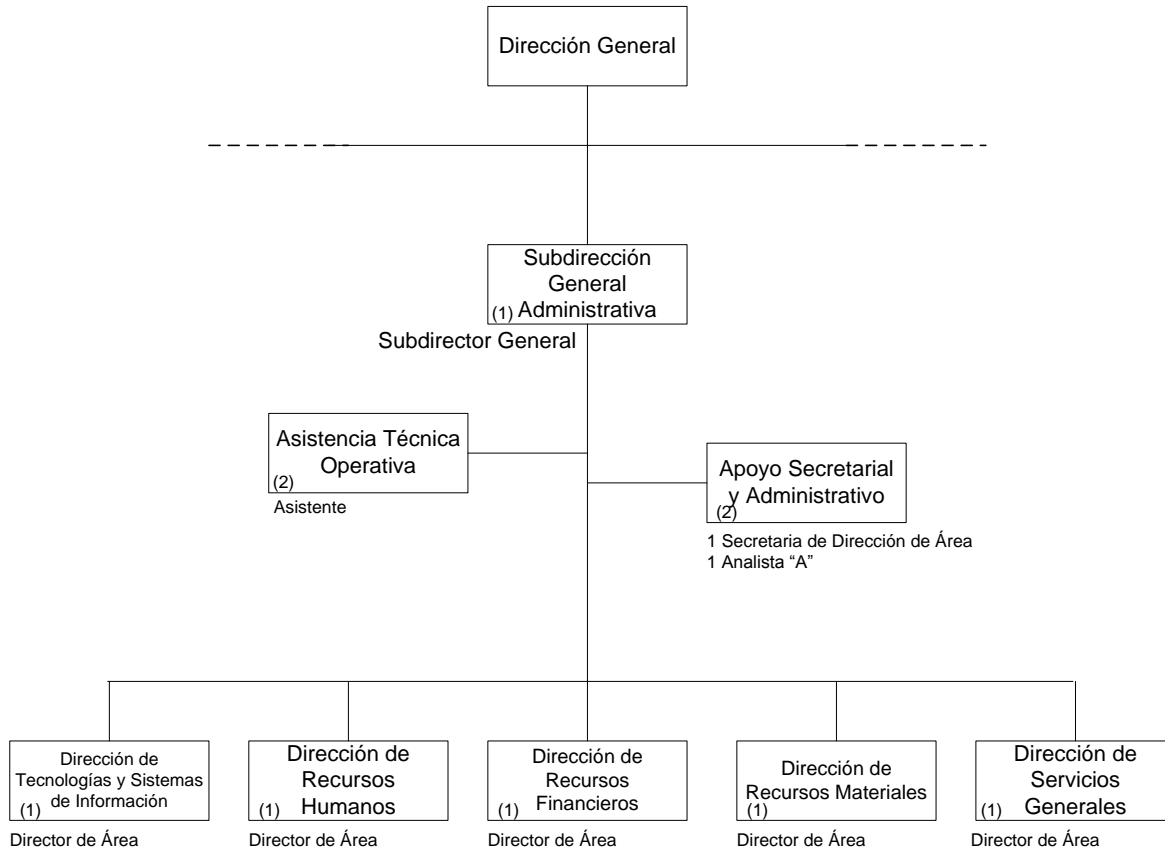 Dirección General
Subdirección
General
(1) Administrativa
Subdirector General
Asistencia Técnica
Operativa
(2)
Asistente
Apoyo Secretarial
y Administrativo
(2)
1 Secretaria de Dirección de Área
1 Analista “A”
Dirección de
Tecnologías y Sistemas
de Información
(1)
Director de Área
Dirección de
Recursos
Humanos
(1)
Director de Área
Dirección de
Recursos
Financieros
(1)
Director de Área
Dirección de
Recursos Materiales
(1)
Director de Área
Dirección de
Servicios
Generales
(1)
Director de Área